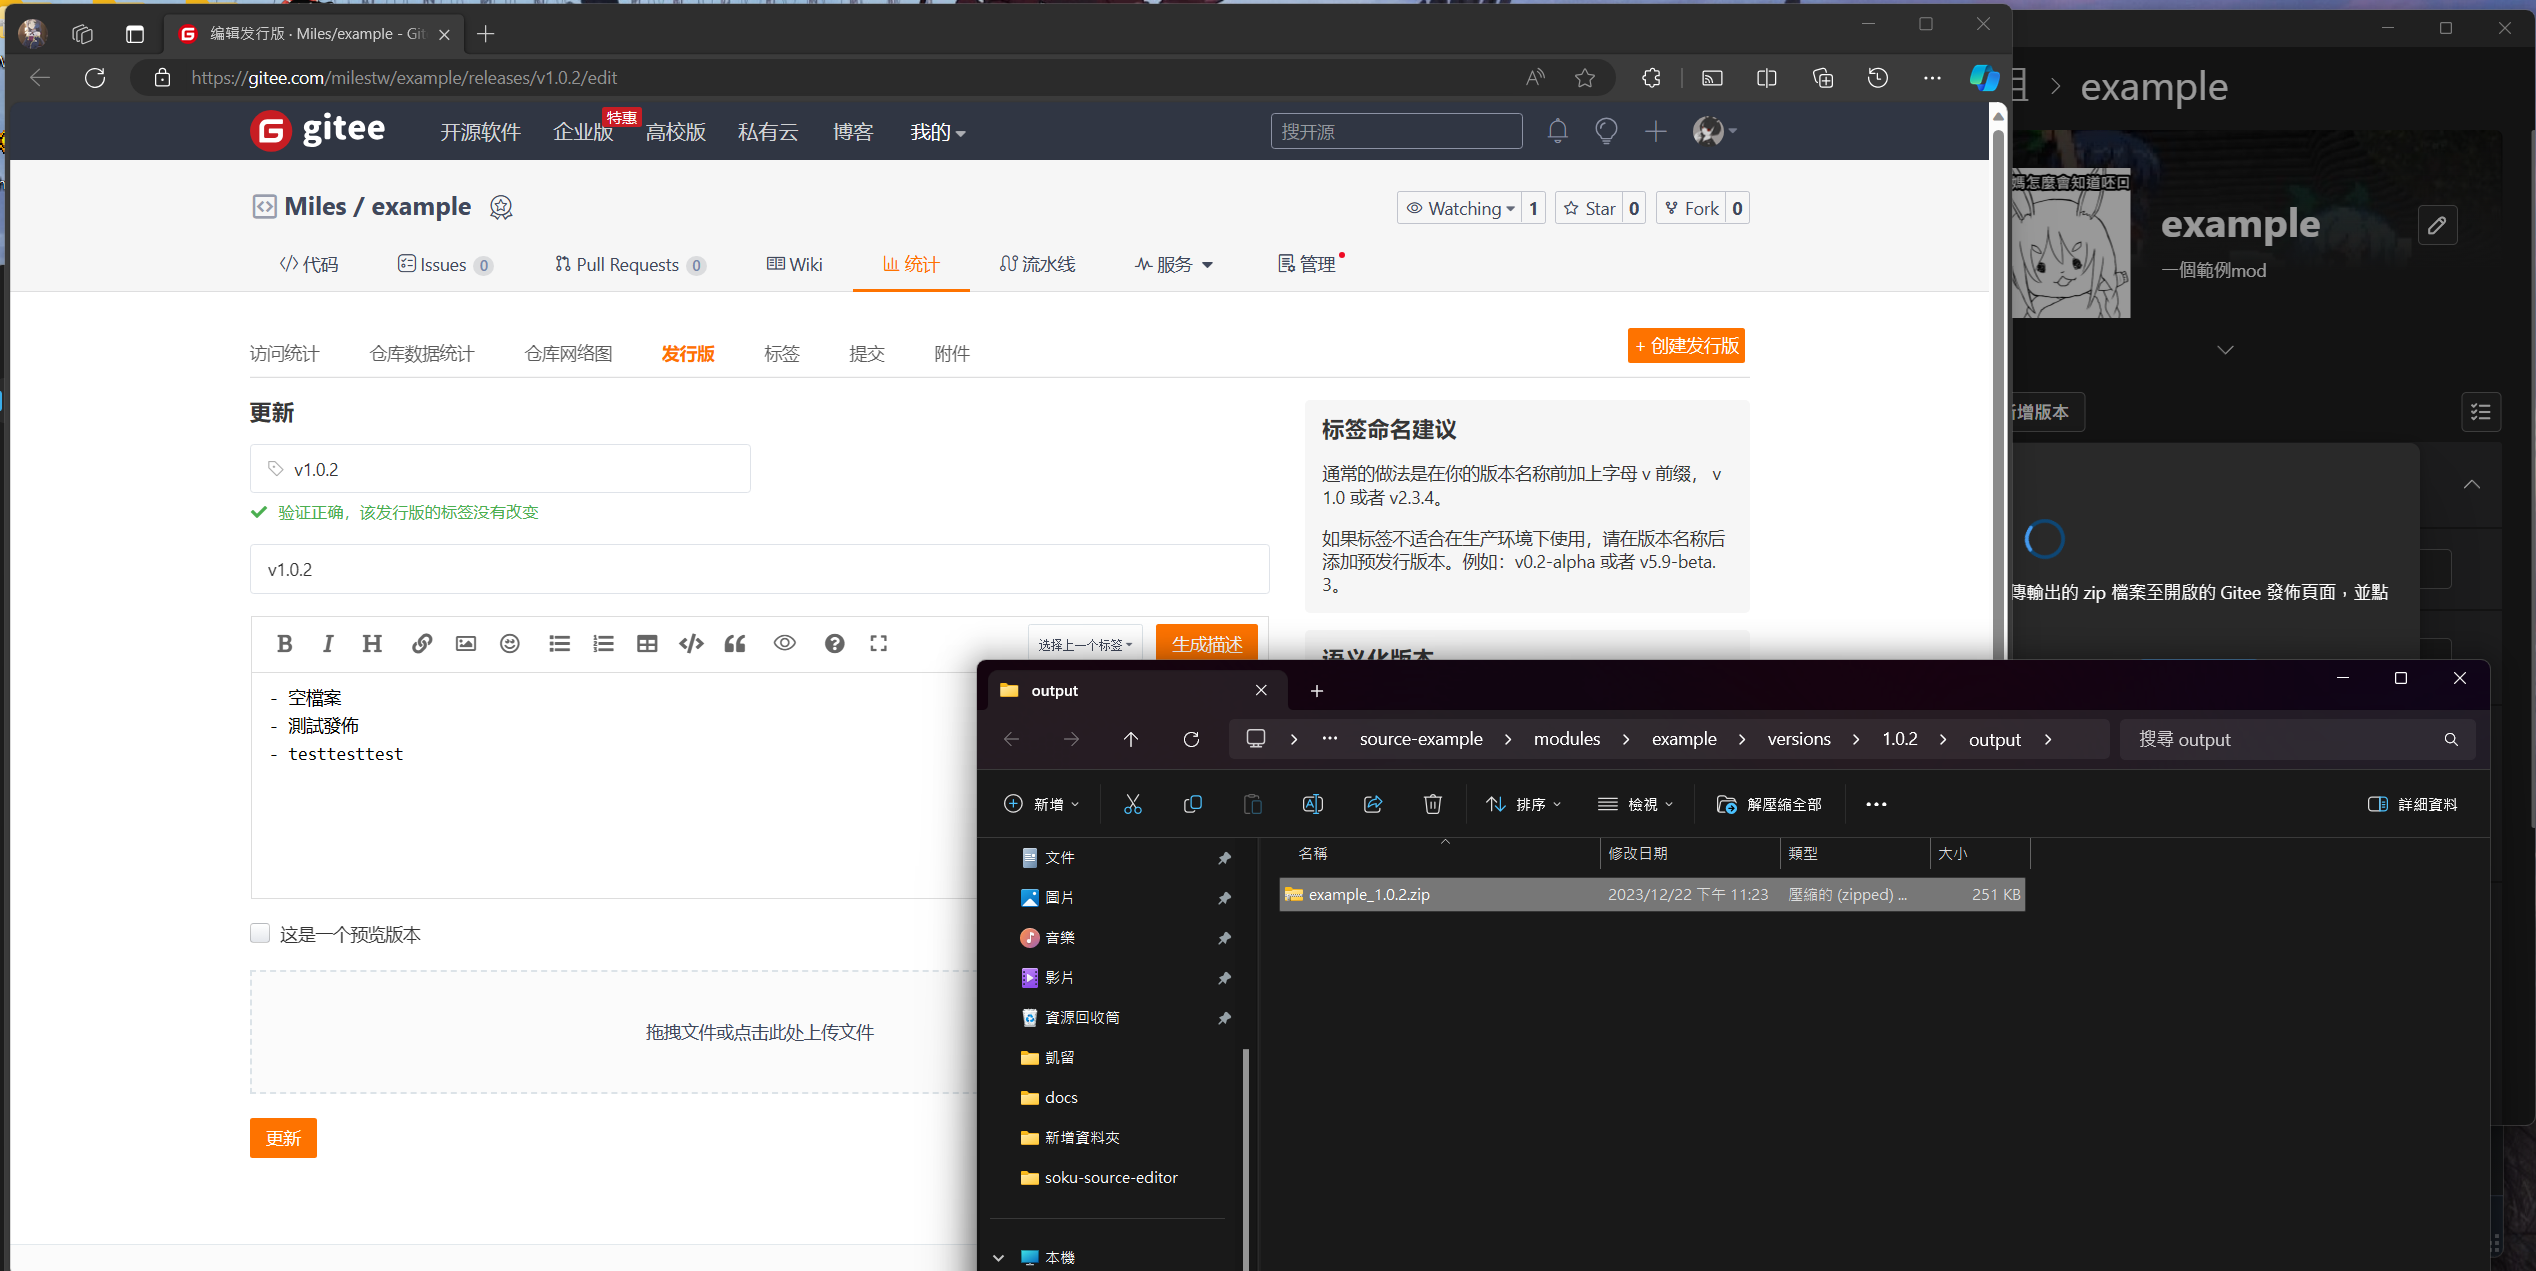 编辑发行版 · Miles/example - Git
https://gitee.com/milestw/example/releases/v1.0.2/edit
gitee
开源软件
企业版
特惠
高校版
私有云
博客
我的
搜开源
Miles / example
Watching 1
Star 0
Fork 0
代码
Issues 0
Pull Requests 0
Wiki
统计
流水线
服务
管理
访问统计
仓库数据统计
仓库网络图
发行版
标签
提交
附件
+ 创建发行版
更新
v1.0.2
验证正确，该发行版的标签没有改变
v1.0.2
选择上一个标签
生成描述
- 空檔案
- 測試發佈
- testtesttest
这是一个预览版本
拖拽文件或点击此处上传文件
更新
标签命名建议
通常的做法是在你的版本名称前加上字母 v 前缀， v
1.0 或者 v2.3.4。
如果标签不适合在生产环境下使用，请在版本名称后
添加预发行版本。例如：v0.2-alpha 或者 v5.9-beta.
3。
语义化版本
example
媽怎麼會知道呸回
example
一個範例mod
增版本
傳輸出的 zip 檔案至開啟的 Gitee 發佈頁面，並點
output
source-example
modules
example
versions
1.0.2
output
搜尋 output
新增
排序
檢視
解壓縮全部
詳細資料
文件
圖片
音樂
影片
資源回收筒
凱留
docs
新增資料夾
soku-source-editor
本機
名稱
修改日期
類型
大小
example_1.0.2.zip
2023/12/22 下午 11:23
壓縮的 (zipped) ...
251 KB